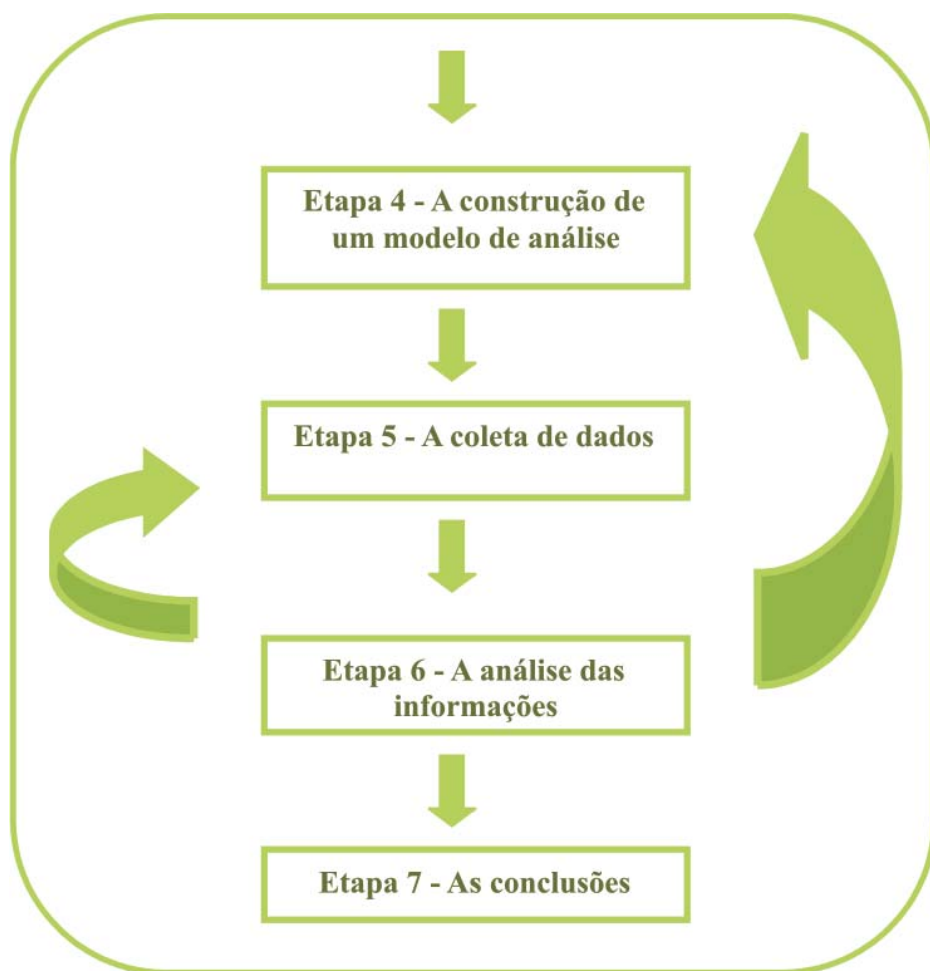 Etapa 4 - A construção de
um modelo de análise
Etapa 5 - A coleta de dados
Etapa 6 - A análise das
informações
Etapa 7 - As conclusões